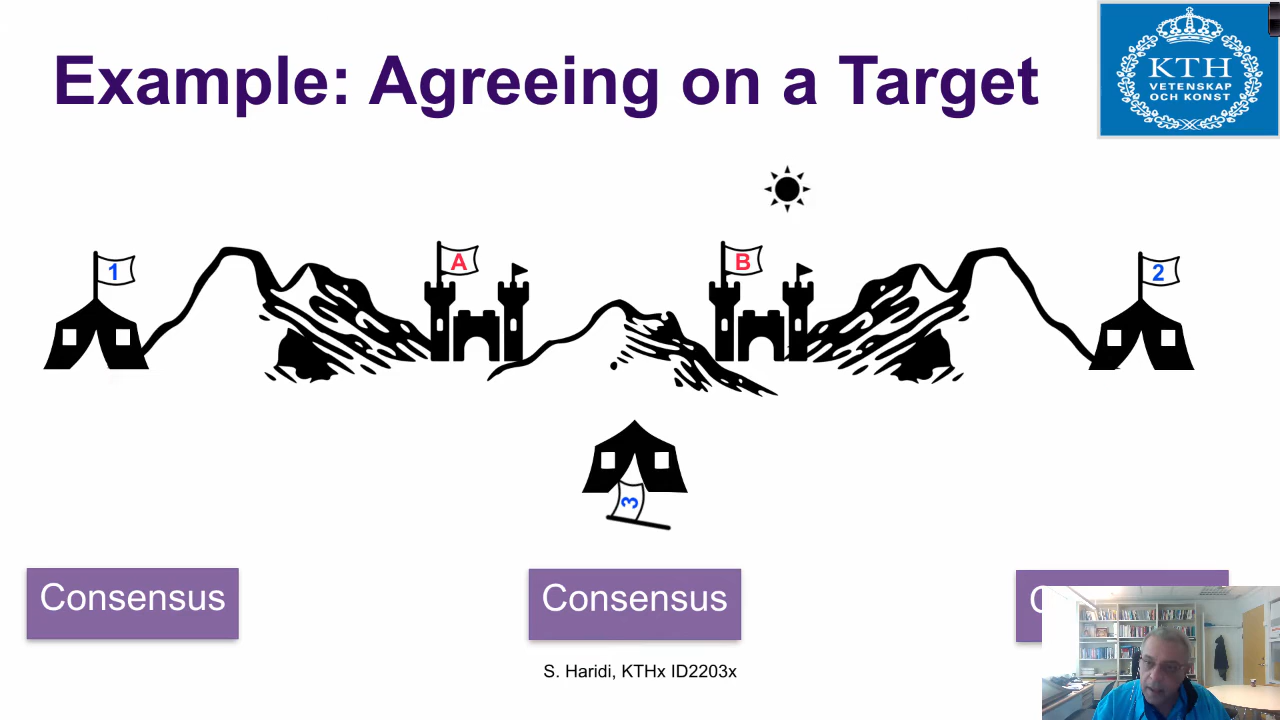 Example: Agreeing on a Target
KTH
VETENSKAP
OCH KONST
1
A
B
2
3
Consensus
Consensus
S. Haridi, KTHx ID2203x